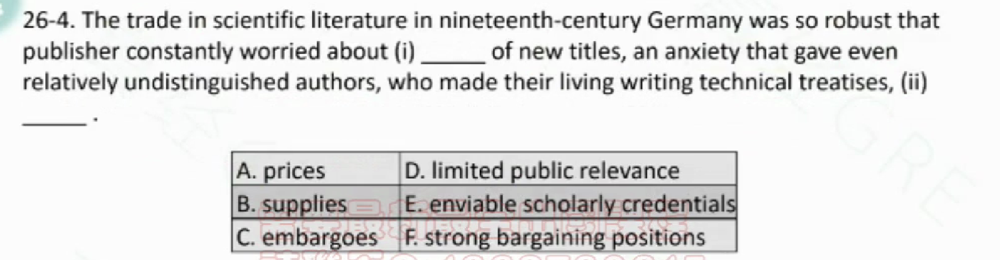 26-4. The trade in scientific literature in nineteenth-century Germany was so robust that
publisher constantly worried about (i) _____ of new titles, an anxiety that gave even
relatively undistinguished authors, who made their living writing technical treatises, (ii)
_____ .
A. prices D. limited public relevance
B. supplies E. enviable scholarly credentials
C. embargoes F. strong bargaining positions
GRE